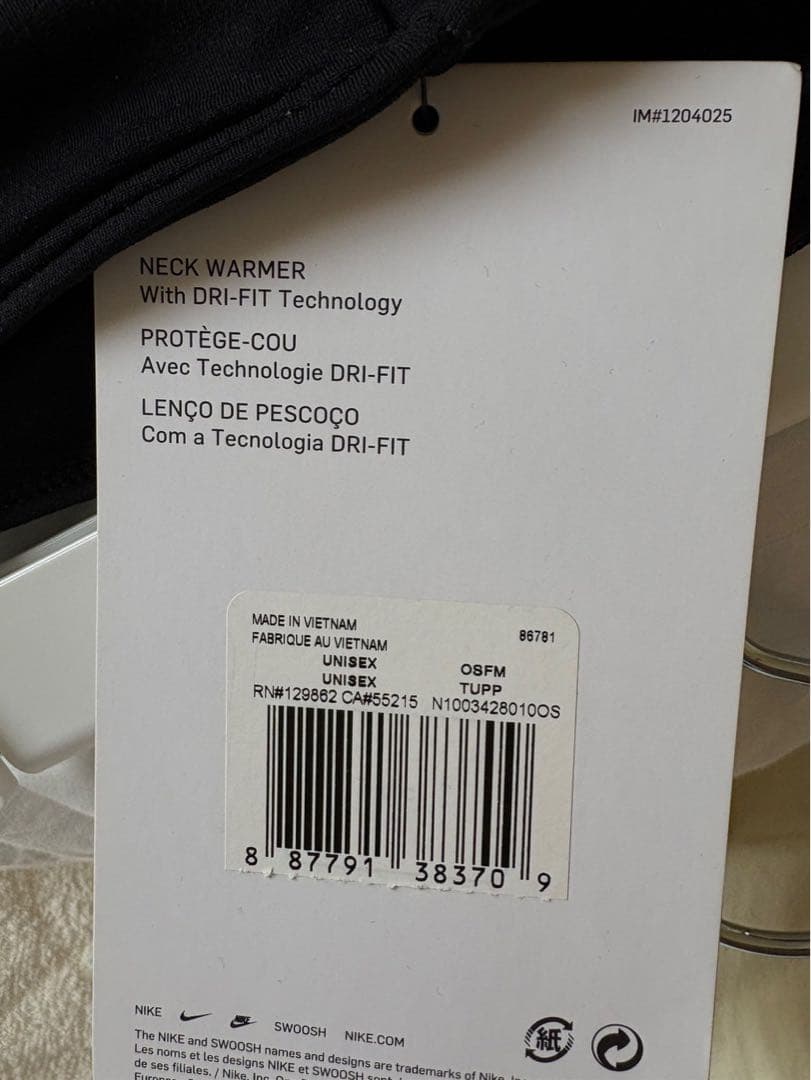 IM#1204025
NECK WARMER
With DRI-FIT Technology
PROTÈGE-COU
Avec Technologie DRI-FIT
LENÇO DE PESCOÇO
Com a Tecnologia DRI-FIT
MADE IN VIETNAM
FABRIQUE AU VIETNAM
86781
UNISEX
OSFM
UNISEX
TUPP
RN#129862 CA#55215 N1003428010OS
8 87791 38370 9
NIKE SWOOSH NIKE.COM
紙
The NIKE and SWOOSH names and designs are trademarks of Nike, Inc.
Les noms et les designs NIKE et SWOOSH sont
de ses filiales. / Nike, Inc. One